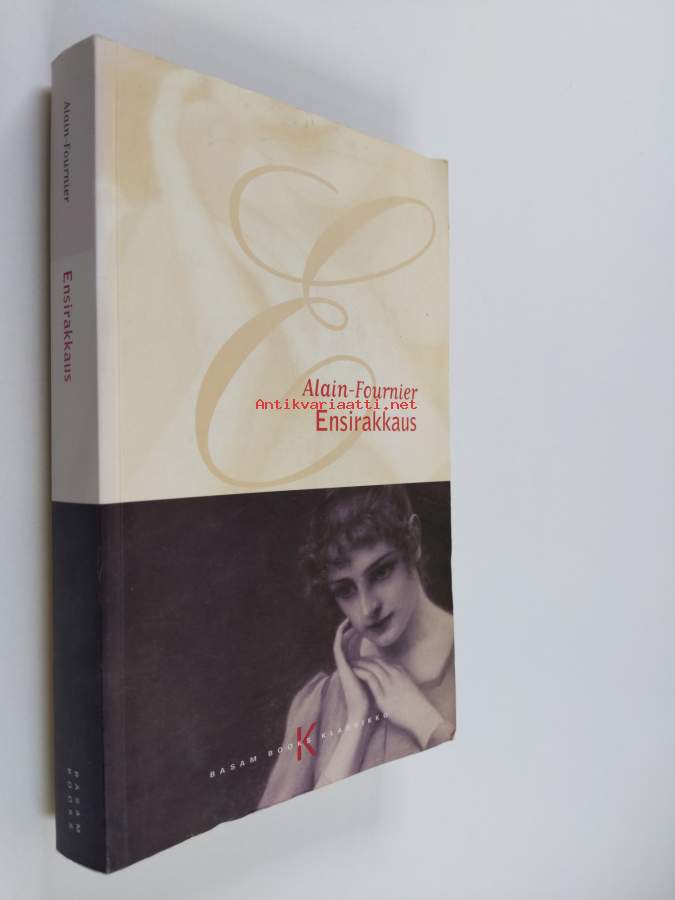 Alain-Fournier
Ensirakkaus
BASAM
BOOKS
E
Alain-Fournier
Antikvariaatti.net
Ensirakkaus
K
BASAM BOOKS KLASSIKKO